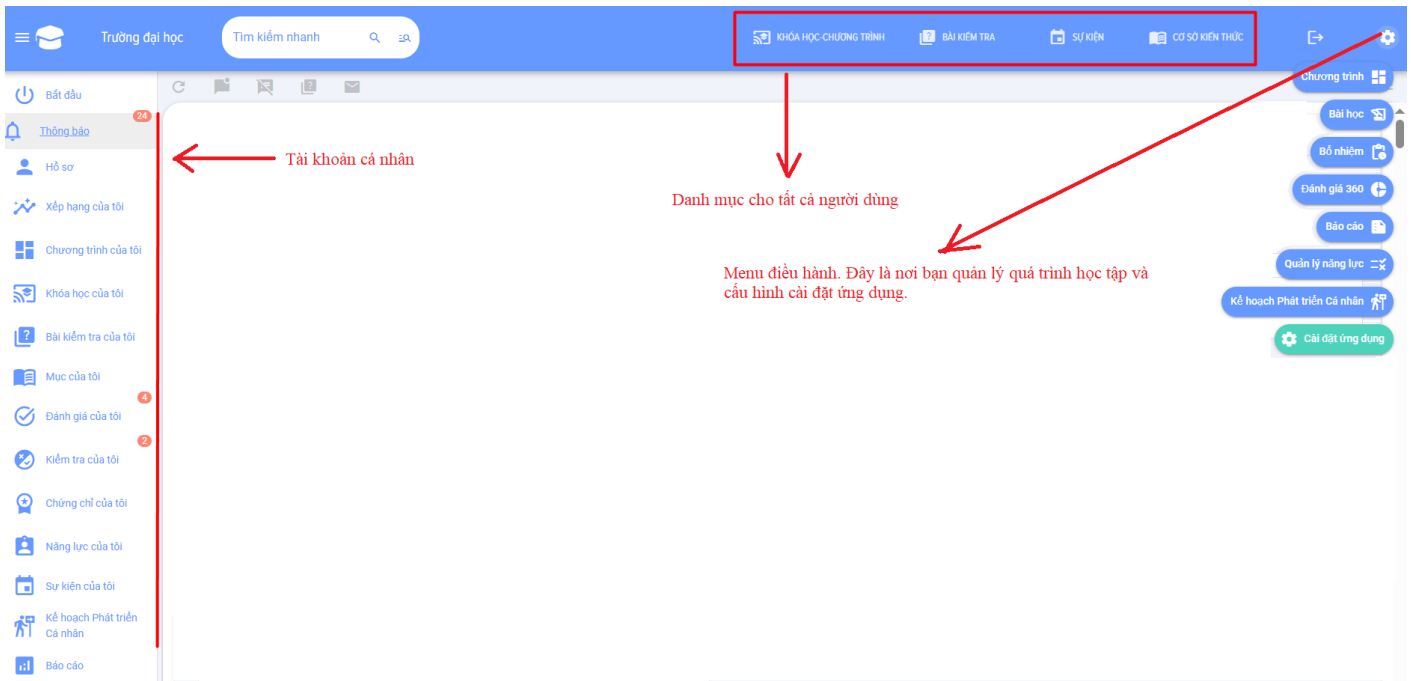 Trường đại học
Tìm kiếm nhanh
KHÓA HỌC-CHƯƠNG TRÌNH
BÀI KIỂM TRA
SỰ KIỆN
CƠ SỞ KIẾN THỨC
Bắt đầu
24
Thông báo
Hồ sơ
Xếp hạng của tôi
Chương trình của tôi
Khóa học của tôi
Bài kiểm tra của tôi
Mục của tôi
4
Đánh giá của tôi
2
Kiểm tra của tôi
Chứng chỉ của tôi
Năng lực của tôi
Sự kiện của tôi
Kế hoạch Phát triển
Cá nhân
Báo cáo
Tài khoản cá nhân
Danh mục cho tất cả người dùng
Menu điều hành. Đây là nơi bạn quản lý quá trình học tập và
cấu hình cài đặt ứng dụng.
Chương trình
Bài học
Bổ nhiệm
Đánh giá 360
Báo cáo
Quản lý năng lực
Kế hoạch Phát triển Cá nhân
Cài đặt ứng dụng